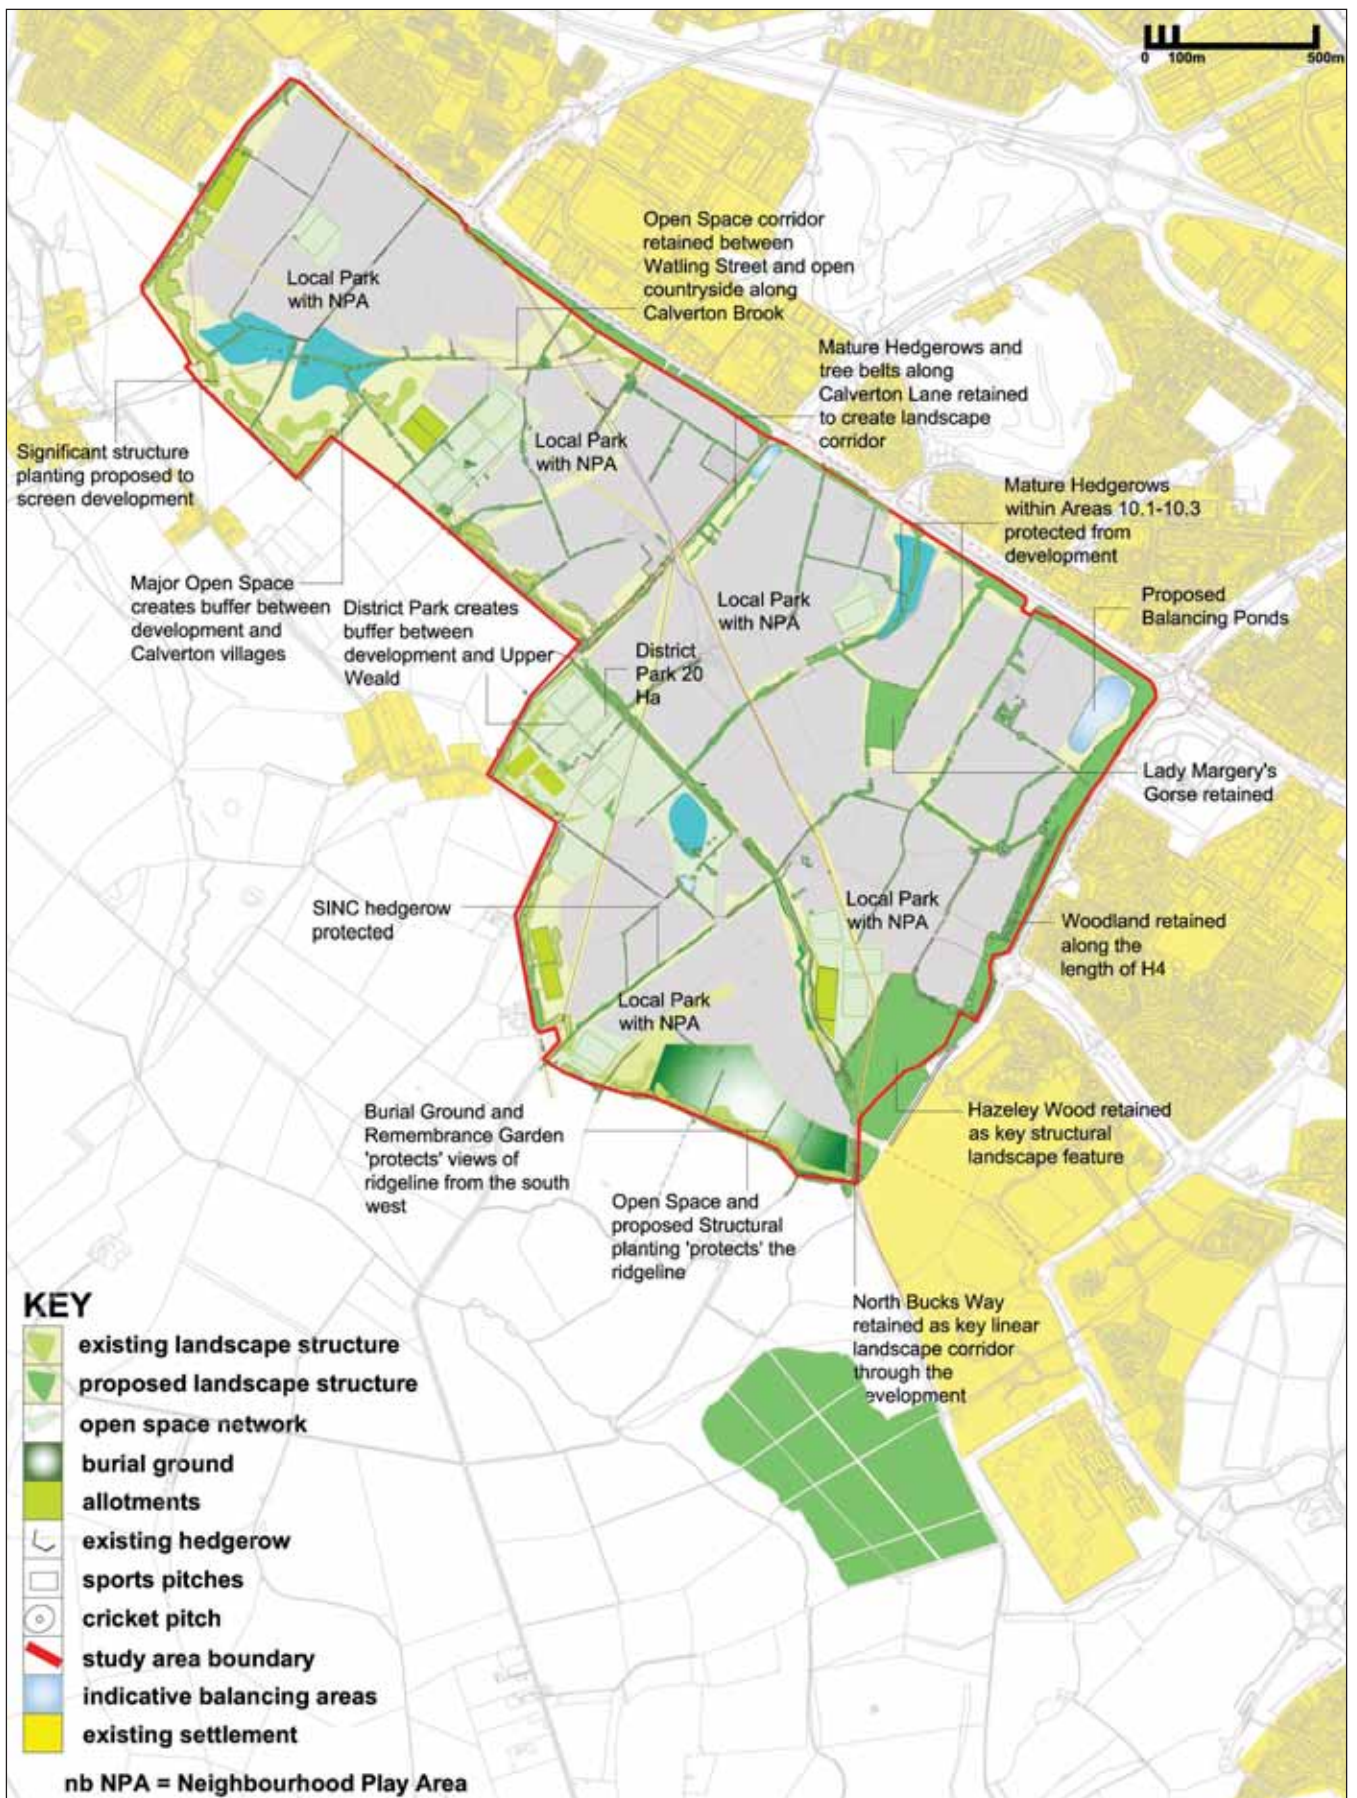 0 100m 500m
Open Space corridor
retained between
Watling Street and open
countryside along
Calverton Brook
Local Park
with NPA
Mature Hedgerows and
tree belts along
Calverton Lane retained
to create landscape
corridor
Significant structure
planting proposed to
screen development
Local Park
with NPA
Mature Hedgerows
within Areas 10.1-10.3
protected from
development
Major Open Space
creates buffer between
development and
Calverton villages
District Park creates
buffer between
development and Upper
Weald
Local Park
with NPA
Proposed
Balancing Ponds
District
Park 20
Ha
Lady Margery's
Gorse retained
SINC hedgerow
protected
Local Park
with NPA
Woodland retained
along the
length of H4
Local Park
with NPA
Burial Ground and
Remembrance Garden
'protects' views of
ridgeline from the south
west
Hazeley Wood retained
as key structural
landscape feature
Open Space and
proposed Structural
planting 'protects' the
ridgeline
North Bucks Way
retained as key linear
landscape corridor
through the
evelopment
KEY
existing landscape structure
proposed landscape structure
open space network
burial ground
allotments
existing hedgerow
sports pitches
cricket pitch
study area boundary
indicative balancing areas
existing settlement
nb NPA = Neighbourhood Play Area